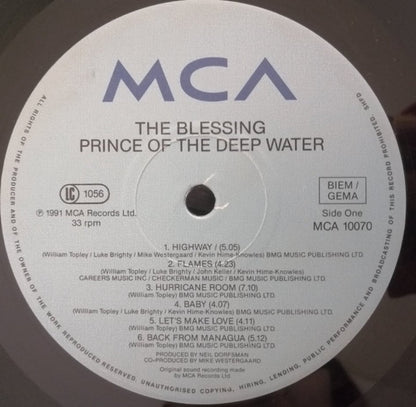 MCA
THE BLESSING
PRINCE OF THE DEEP WATER
LC 1056
℗ 1991 MCA Records Ltd.
33 rpm
BIEM/
GEMA
Side One
MCA 10070
1. HIGHWAY / (5.05)
(William Topley / Luke Brighty / Mike Westergaard / Kevin Hime-Knowles) BMG MUSIC PUBLISHING LTD.
2. FLAMES (4.23)
(William Topley / Luke Brighty / John Keller / Kevin Hime-Knowles)
CAREERS MUSIC INC / CHECKERMAN MUSIC / BMG MUSIC PUBLISHING LTD.
3. HURRICANE ROOM (7.10)
(William Topley) BMG MUSIC PUBLISHING LTD.
4. BABY (4.07)
(William Topley / Luke Brighty / Kevin Hime-Knowles) BMG MUSIC PUBLISHING LTD.
5. LET'S MAKE LOVE (4.11)
(William Topley) BMG MUSIC PUBLISHING LTD.
6. BACK FROM MANAGUA (5.12)
(William Topley) BMG MUSIC PUBLISHING LTD.
PRODUCED BY NEIL DORFSMAN
CO-PRODUCED BY MIKE WESTERGAARD
Original sound recording made
by MCA Records Ltd.
ALL RIGHTS OF THE PRODUCER AND OF THE OWNER OF THE WORK REPRODUCED RESERVED. UNAUTHORISED COPYING, HIRING, LENDING, PUBLIC PERFORMANCE AND BROADCASTING OF THIS RECORD PROHIBITED. SHFD